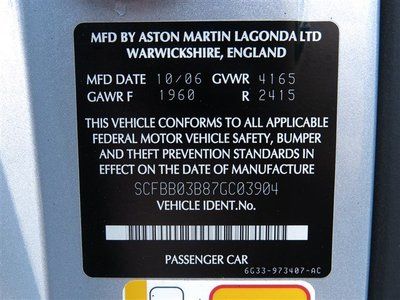 MFD BY ASTON MARTIN LAGONDA LTD
WARWICKSHIRE, ENGLAND
MFD DATE 10/06 GVWR 4165
GAWR F 1960 R 2415
THIS VEHICLE CONFORMS TO ALL APPLICABLE
FEDERAL MOTOR VEHICLE SAFETY, BUMPER
AND THEFT PREVENTION STANDARDS IN
EFFECT ON THE DATE OF MANUFACTURE
SCFBB03B87GC03904
VEHICLE IDENT.No.
PASSENGER CAR
6G33-973407-AC